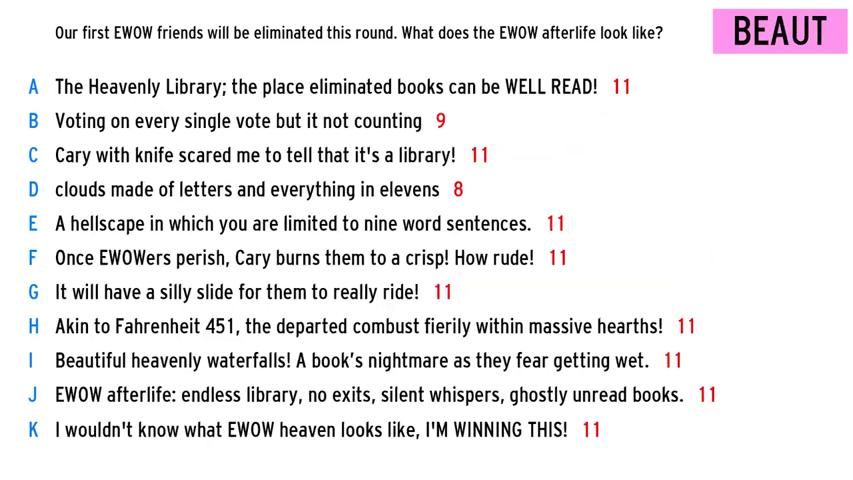 Our first EWOW friends will be eliminated this round. What does the EWOW afterlife look like?
BEAUT
A The Heavenly Library; the place eliminated books can be WELL READ! 11
B Voting on every single vote but it not counting 9
C Cary with knife scared me to tell that it's a library! 11
D clouds made of letters and everything in elevens 8
E A hellscape in which you are limited to nine word sentences. 11
F Once EWOWers perish, Cary burns them to a crisp! How rude! 11
G It will have a silly slide for them to really ride! 11
H Akin to Fahrenheit 451, the departed combust fierily within massive hearths! 11
I Beautiful heavenly waterfalls! A book’s nightmare as they fear getting wet. 11
J EWOW afterlife: endless library, no exits, silent whispers, ghostly unread books. 11
K I wouldn't know what EWOW heaven looks like, I'M WINNING THIS! 11